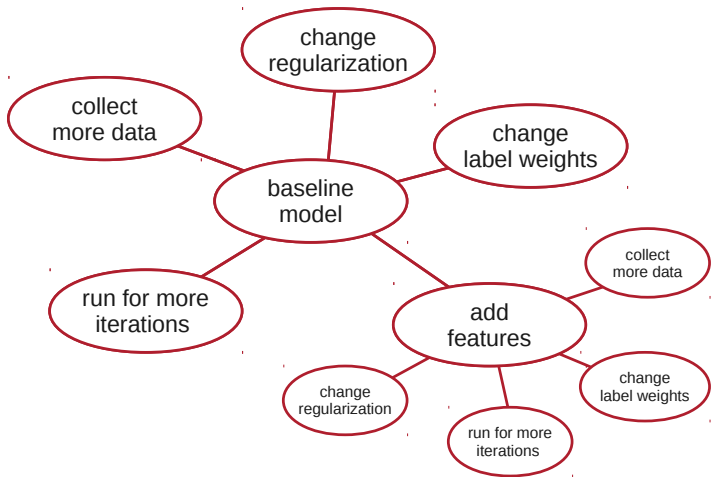 change
regularization
collect
more data
change
label weights
baseline
model
collect
more data
run for more
iterations
add
features
change
label weights
change
regularization
run for more
iterations